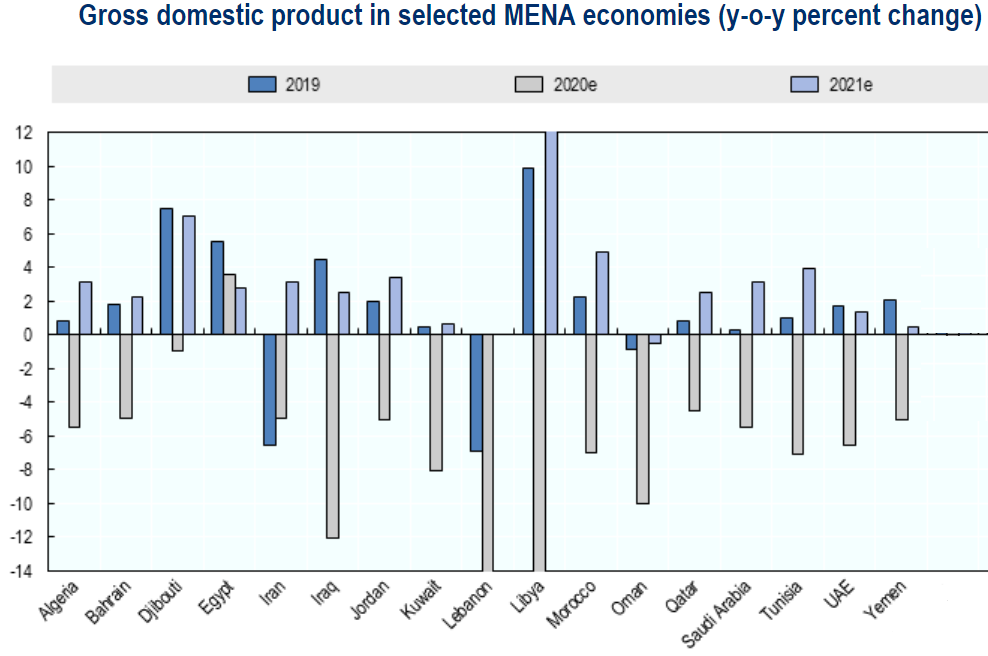 Gross domestic product in selected MENA economies (y-o-y percent change)
2019 2020e 2021e
12
10
8
6
4
2
0
-2
-4
-6
-8
-10
-12
-14
Algeria
Bahrain
Djibouti
Egypt
Iran
Iraq
Jordan
Kuwait
Lebanon
Libya
Morocco
Oman
Qatar
Saudi Arabia
Tunisia
UAE
Yemen